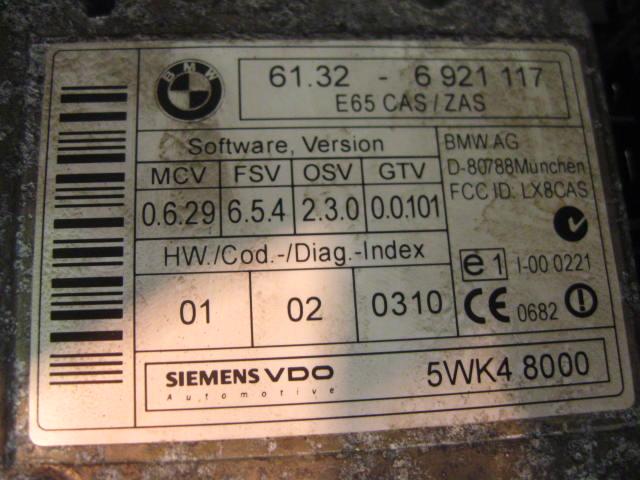 BMW
61.32 - 6 921 117
E65 CAS / ZAS
Software, Version
MCV FSV OSV GTV
0.6.29 6.5.4 2.3.0 0.0.101
HW./Cod.-/Diag.-Index
01 02 0310
BMW AG
D-80788 München
FCC ID: LX8CAS
e1 I-00 0221
CE 0682
SIEMENS VDO
Automotive
5WK4 8000